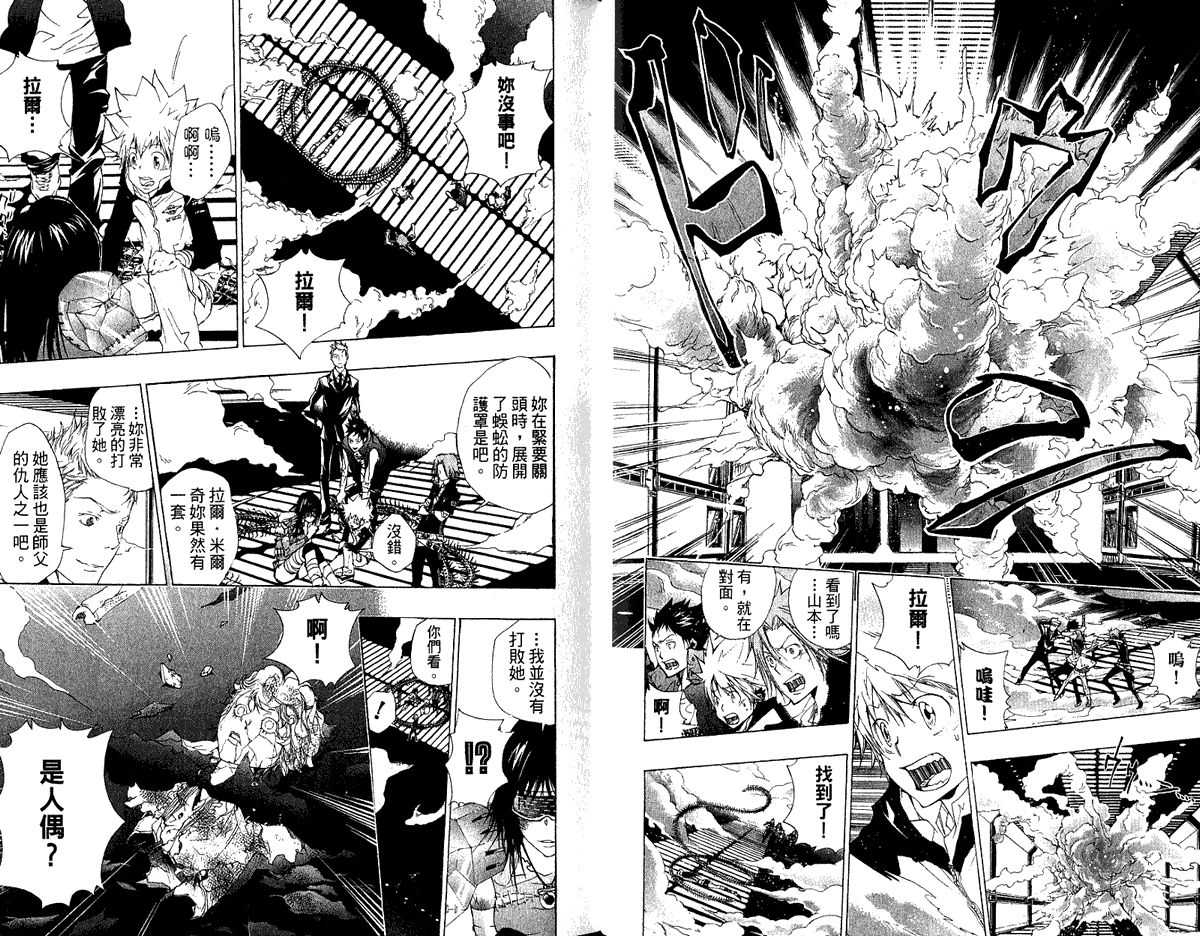 ドドゥ
ン
嗚！
嗚哇！
拉爾！
看到了嗎
…山本…
有，就在
對面。
啊！
找到了！
妳沒事吧！
拉爾！
嗚……
啊啊…
拉爾…
妳在緊要關
頭時，展開
了蜈蚣的防
護罩是吧。
沒錯。
拉爾．米爾
奇妳果然有
一套。
…妳非常
漂亮的打
敗了她。
她應該也是師父
的仇人之一吧。
…我並沒有
打敗她。
!?
你們看。
！
啊！
是人偶？